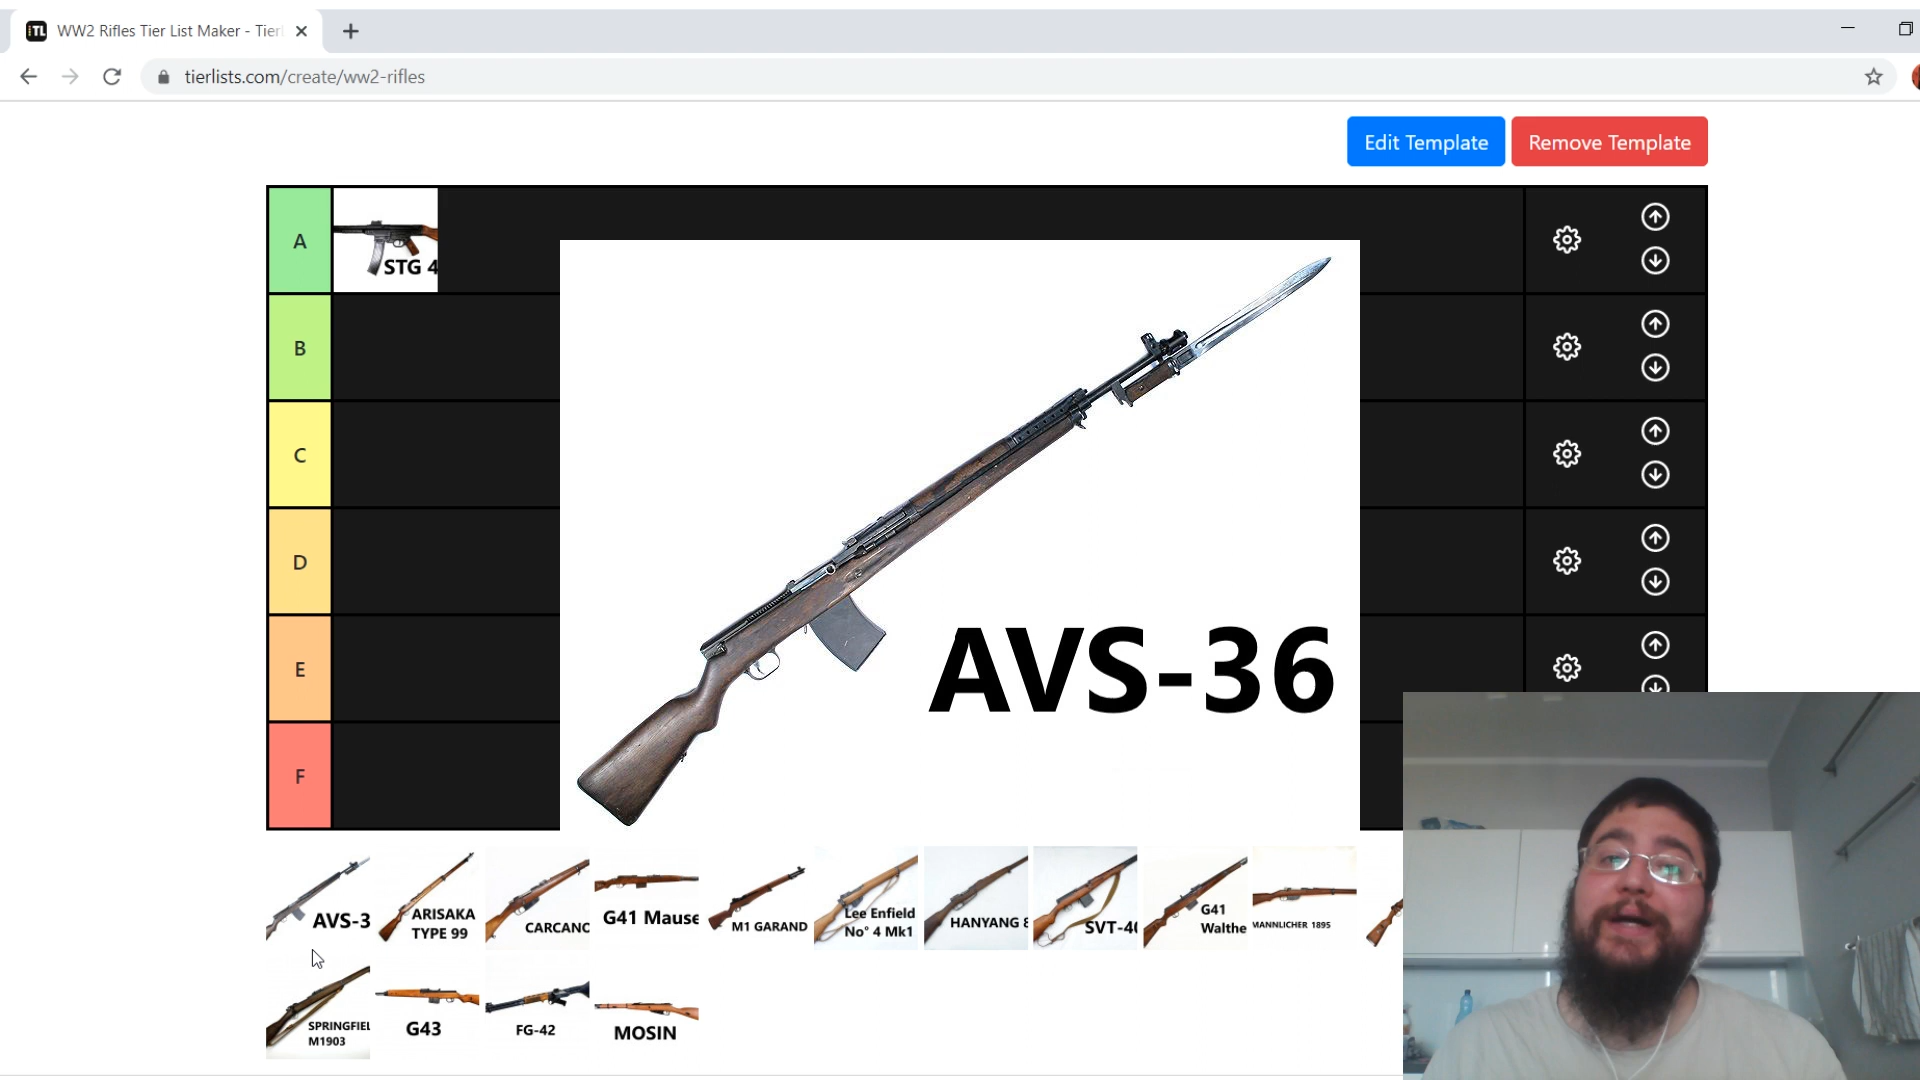 WW2 Rifles Tier List Maker - Tier
tierlists.com/create/ww2-rifles
Edit Template
Remove Template
A
STG 4
B
C
D
E
F
AVS-36
AVS-3
ARISAKA
TYPE 99
CARCANO
G41 Mause
M1 GARAND
Lee Enfield
No° 4 Mk1
HANYANG 8
SVT-40
G41
Walthe
MANNLICHER 1895
SPRINGFIEL
M1903
G43
FG-42
MOSIN